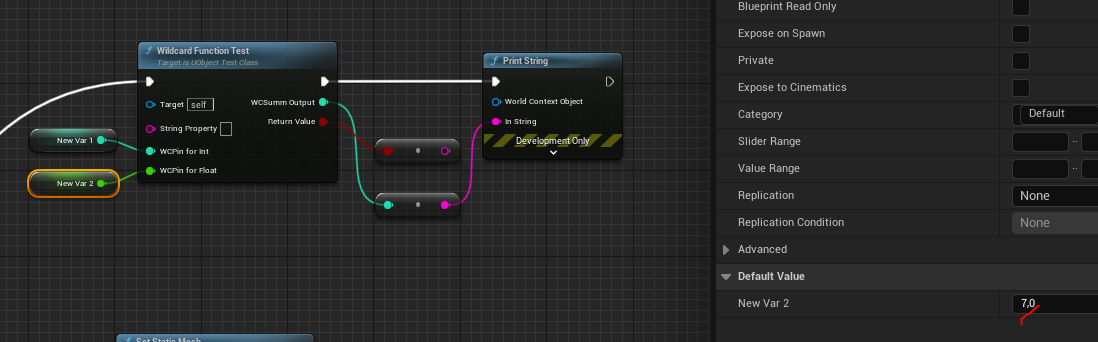 Wildcard Function Test
Target is UObject Test Class
Target
self
String Property
WCPin for Int
WCPin for Float
WCSumm Output
Return Value
New Var 1
New Var 2
Print String
World Context Object
In String
Development Only
Set Static Mesh
Blueprint Read Only
Expose on Spawn
Private
Expose to Cinematics
Category
Default
Slider Range
Value Range
Replication
None
Replication Condition
None
Advanced
Default Value
New Var 2
7,0